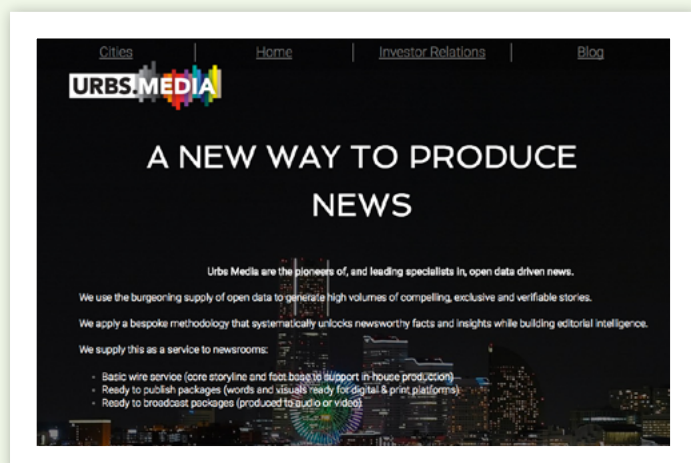 Cities
Home
Investor Relations
Blog
URBS.MEDIA
A NEW WAY TO PRODUCE
NEWS
Urbs Media are the pioneers of, and leading specialists in, open data driven news.
We use the burgeoning supply of open data to generate high volumes of compelling, exclusive and verifiable stories.
We apply a bespoke methodology that systematically unlocks newsworthy facts and insights while building editorial intelligence.
We supply this as a service to newsrooms:
Basic wire service (core storyline and fact base to support in-house production)
Ready to publish packages (words and visuals ready for digital & print platforms)
Ready to broadcast packages (produced to audio or video)